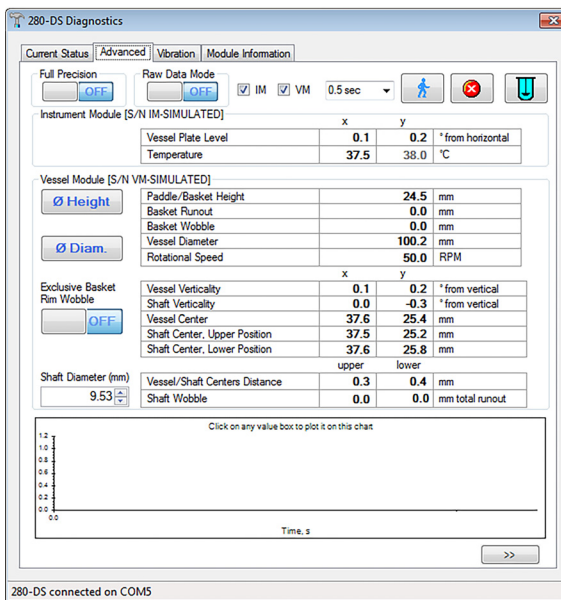 280-DS Diagnostics
Current Status Advanced Vibration Module Information
Full Precision Raw Data Mode
OFF OFF IM VM 0.5 sec
Instrument Module [S/N IM-SIMULATED]
x y
Vessel Plate Level 0.1 0.2 °from horizontal
Temperature 37.5 38.0 °C
Vessel Module [S/N VM-SIMULATED]
Ø Height
Paddle/Basket Height 24.5 mm
Basket Runout 0.0 mm
Basket Wobble 0.0 mm
Ø Diam.
Vessel Diameter 100.2 mm
Rotational Speed 50.0 RPM
x y
Exclusive Basket
Rim Wobble
OFF
Vessel Verticality 0.1 0.2 °from vertical
Shaft Verticality 0.0 -0.3 °from vertical
Vessel Center 37.6 25.4 mm
Shaft Center, Upper Position 37.5 25.2 mm
Shaft Center, Lower Position 37.6 25.8 mm
upper lower
Shaft Diameter (mm)
9.53
Vessel/Shaft Centers Distance 0.3 0.4 mm
Shaft Wobble 0.0 0.0 mm total runout
Click on any value box to plot it on this chart
1.2
1.0
0.8
0.6
0.4
0.2
0.0
0.0
Time, s
>>
280-DS connected on COM5